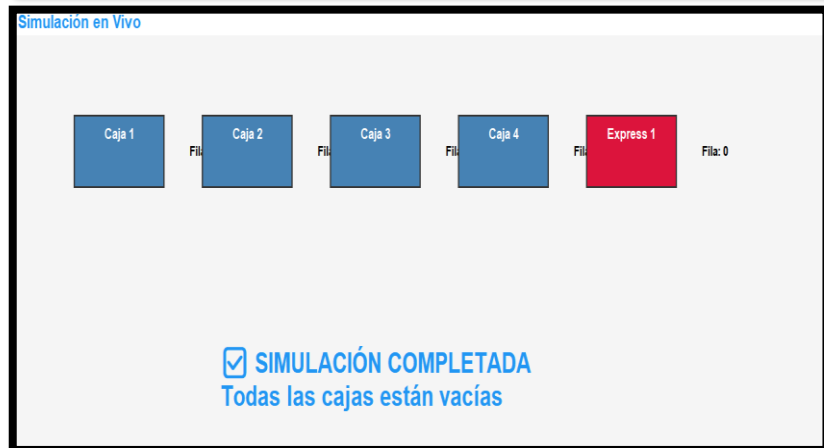 Simulación en Vivo
Caja 1
Caja 2
Caja 3
Caja 4
Express 1
Fila: 0
SIMULACIÓN COMPLETADA
Todas las cajas están vacías